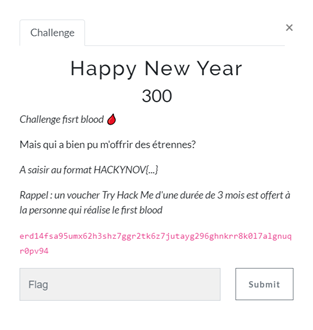 Challenge
×
Happy New Year
300
Challenge fisrt blood
Mais qui a bien pu m'offrir des étrennes?
A saisir au format HACKYNOV{...}
Rappel : un voucher Try Hack Me d'une durée de 3 mois est offert à
la personne qui réalise le first blood
erd14fsa95umx62h3shz7ggr2tk6z7jutayg296ghnkrr8k0l7algnuq
r0pv94
Flag
Submit